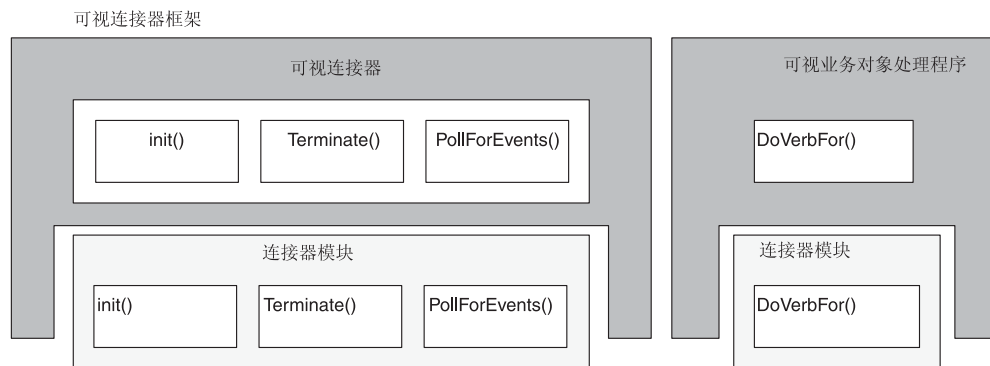 可视连接器框架
可视连接器
init()
Terminate()
PollForEvents()
连接器模块
init()
Terminate()
PollForEvents()
可视业务对象处理程序
DoVerbFor()
连接器模块
DoVerbFor()